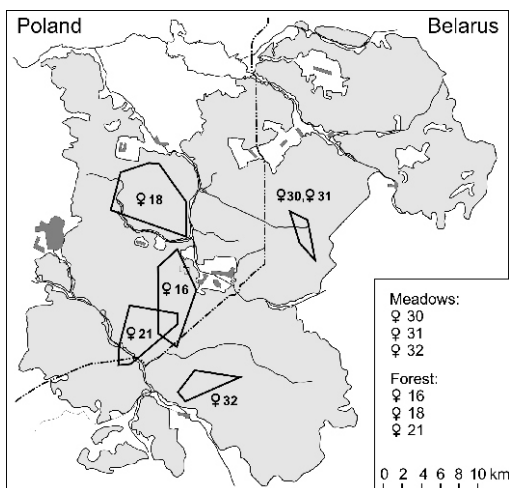 Poland Belarus
♀30,♀31
♀18
♀16
♀21
♀32
Meadows:
♀ 30
♀ 31
♀ 32
Forest:
♀ 16
♀ 18
♀ 21
0 2 4 6 8 10 km